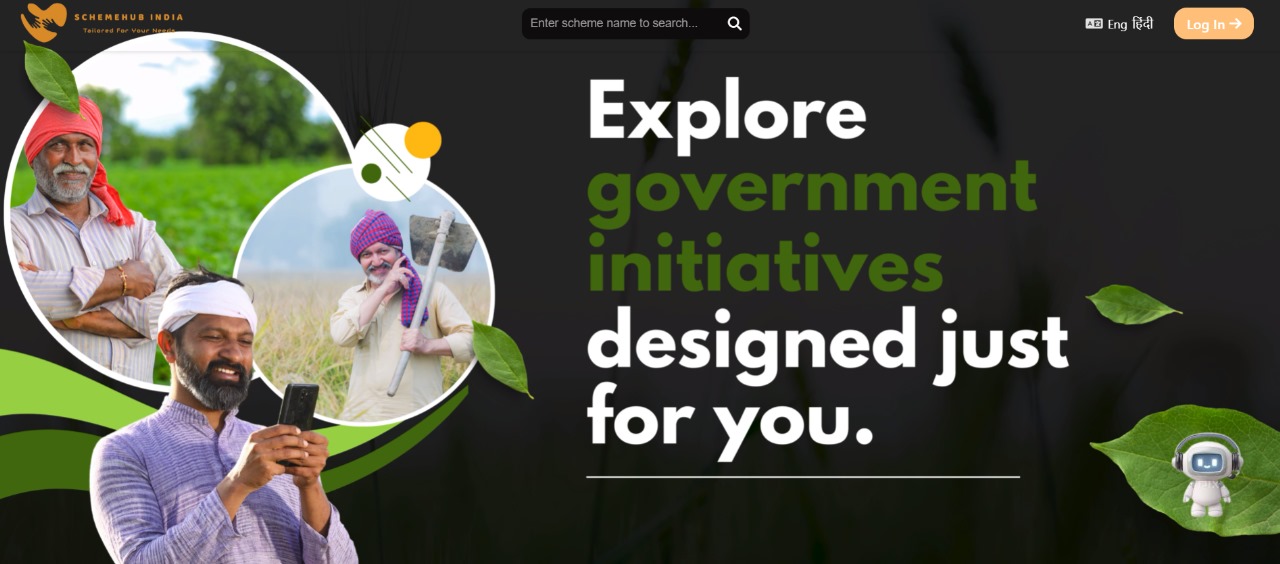 SCHEMEHUB INDIA
Tailored For Your Needs
Enter scheme name to search...
Eng हिंदी
Log In
Explore
government
initiatives
designed just
for you.